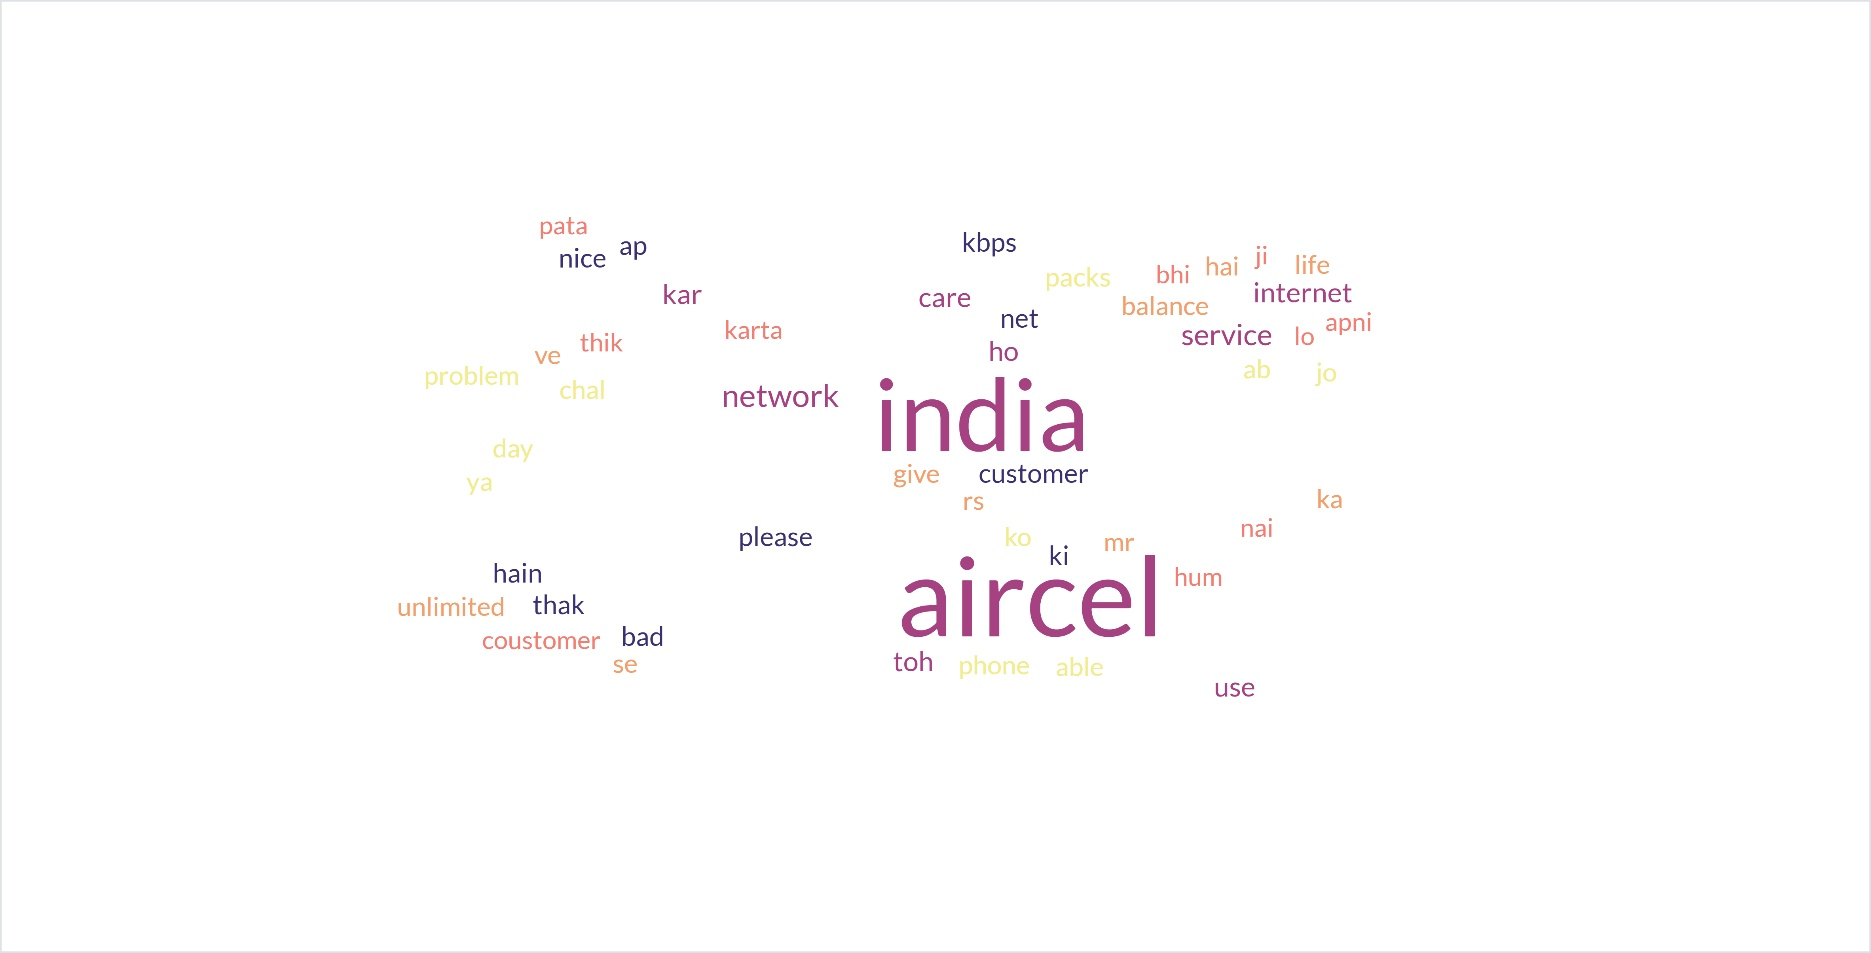 pata
nice
ap
kar
karta
thik
ve
problem
chal
network
day
ya
please
hain
unlimited
thak
coustomer
bad
se
kbps
packs
care
net
ho
india
give
customer
rs
ko
ki
mr
aircel
toh
phone
able
bhi
hai
ji
life
internet
balance
service
lo
apni
ab
jo
ka
nai
hum
use